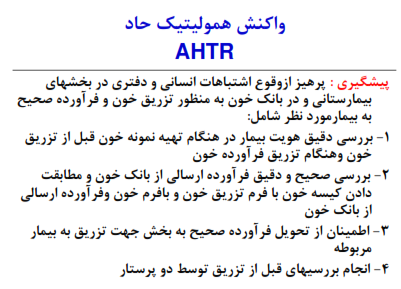 واکنش همولیتیک حاد
AHTR
پیشگیری : پرهیز ازوقوع اشتباهات انسانی و دفتری در بخشهای
بیمارستانی و در بانک خون به منظور تزریق خون و فرآورده صحیح
به بیمارمورد نظر شامل:
۱- بررسی دقیق هویت بیمار در هنگام تهیه نمونه خون قبل از تزریق
خون وهنگام تزریق فرآورده خون
۲- بررسی صحیح و دقیق فرآورده ارسالی از بانک خون و مطابقت
دادن کیسه خون با فرم تزریق خون و بافرم خون وفرآورده ارسالی
از بانک خون
۳- اطمینان از تحویل فرآورده صحیح به بخش جهت تزریق به بیمار
مربوطه
۴- انجام بررسیهای قبل از تزریق توسط دو پرستار